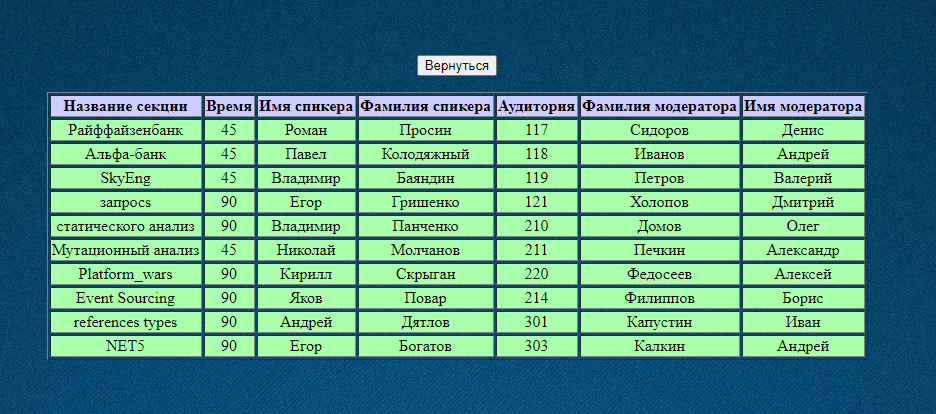 Вернуться
Название секции Время Имя спикера Фамилия спикера Аудитория Фамилия модератора Имя модератора
Райффайзенбанк 45 Роман Просин 117 Сидоров Денис
Альфа-банк 45 Павел Колодяжный 118 Иванов Андрей
SkyEng 45 Владимир Баяндин 119 Петров Валерий
запросs 90 Егор Гришенко 121 Холопов Дмитрий
статического анализ 90 Владимир Панченко 210 Домов Олег
Мутационный анализ 45 Николай Молчанов 211 Печкин Александр
Platform_wars 90 Кирилл Скрыган 220 Федосеев Алексей
Event Sourcing 90 Яков Повар 214 Филиппов Борис
references types 90 Андрей Дятлов 301 Капустин Иван
NET5 90 Егор Богатов 303 Калкин Андрей